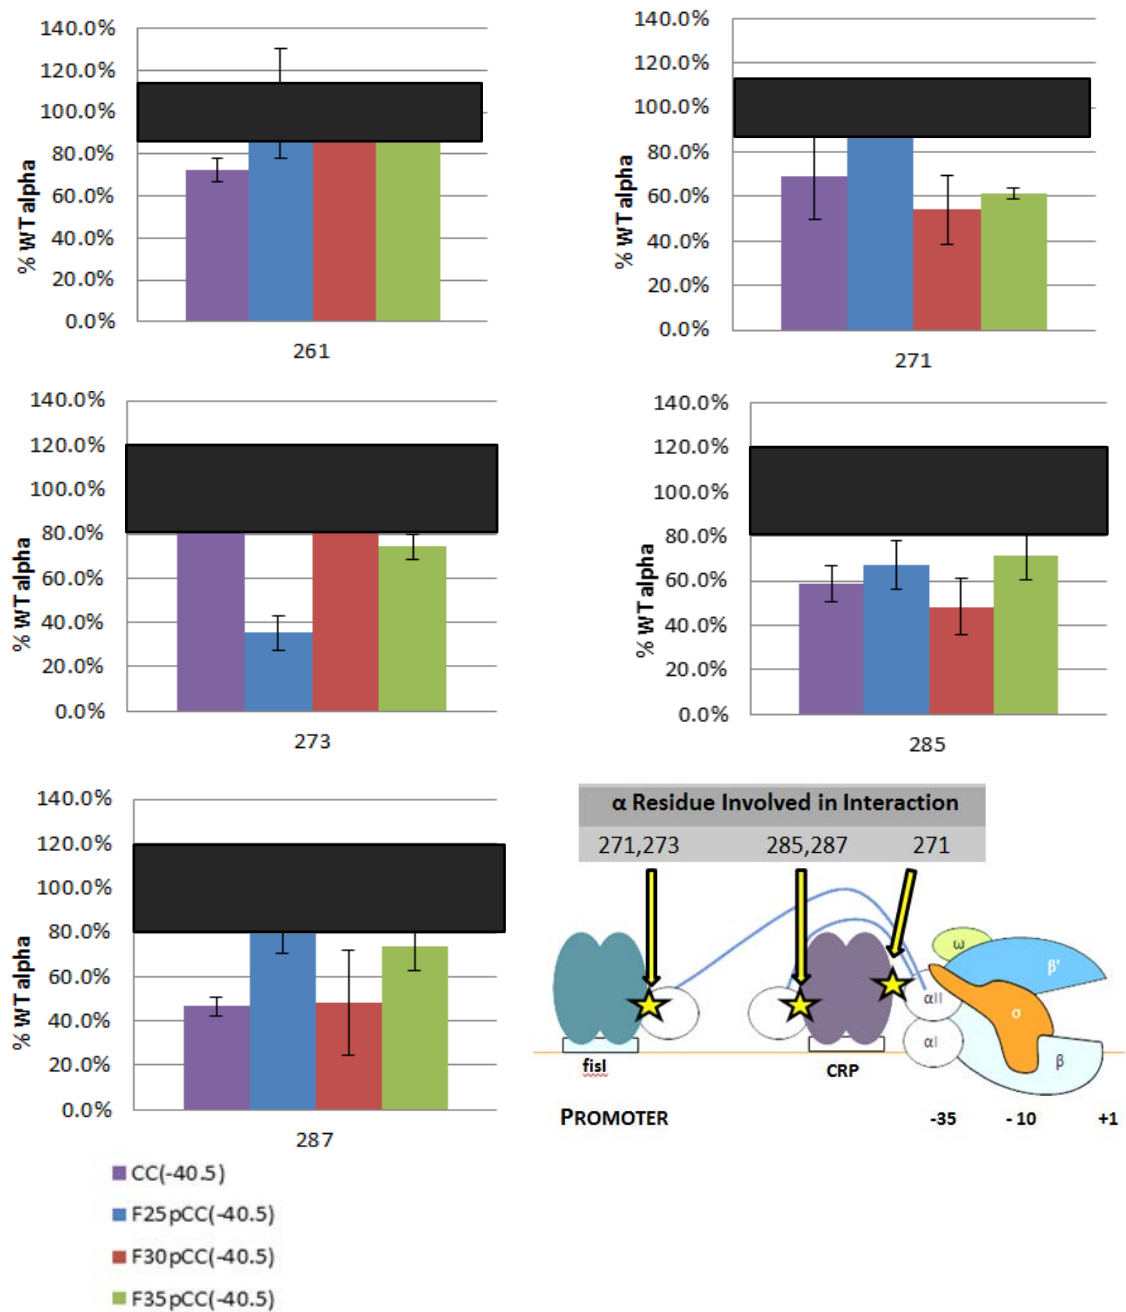 140.0%
120.0%
100.0%
80.0%
60.0%
40.0%
20.0%
0.0%
% WT alpha
261
140.0%
120.0%
100.0%
80.0%
60.0%
40.0%
20.0%
0.0%
% WT alpha
271
140.0%
120.0%
100.0%
80.0%
60.0%
40.0%
20.0%
0.0%
% WT alpha
273
140.0%
120.0%
100.0%
80.0%
60.0%
40.0%
20.0%
0.0%
% WT alpha
285
140.0%
120.0%
100.0%
80.0%
60.0%
40.0%
20.0%
0.0%
% WT alpha
287
α Residue Involved in Interaction
271,273 285,287 271
ω
β'
αII
σ
αI
β
fisI CRP
PROMOTER -35 - 10 +1
CC(-40.5)
F25pCC(-40.5)
F30pCC(-40.5)
F35pCC(-40.5)